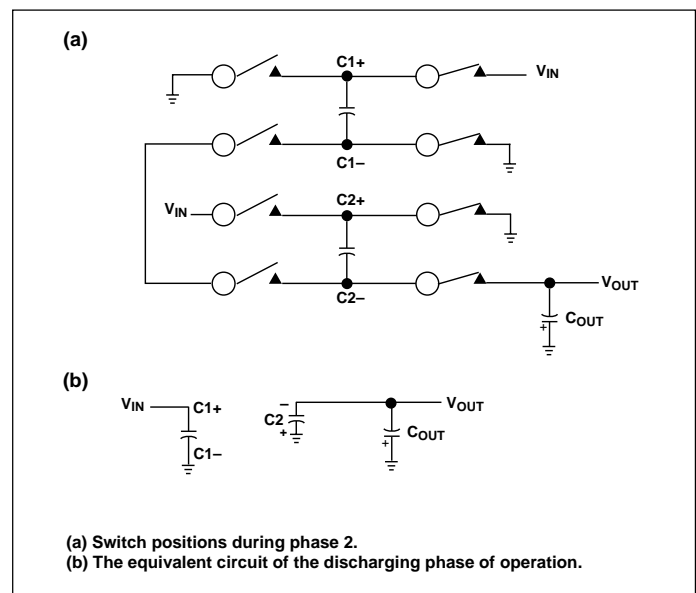 (a)
C1+
VIN
C1–
C2+
VIN
C2–
VOUT
+ COUT
(b)
VIN
C1+
C1–
–
C2
+
VOUT
+ COUT
(a) Switch positions during phase 2.
(b) The equivalent circuit of the discharging phase of operation.